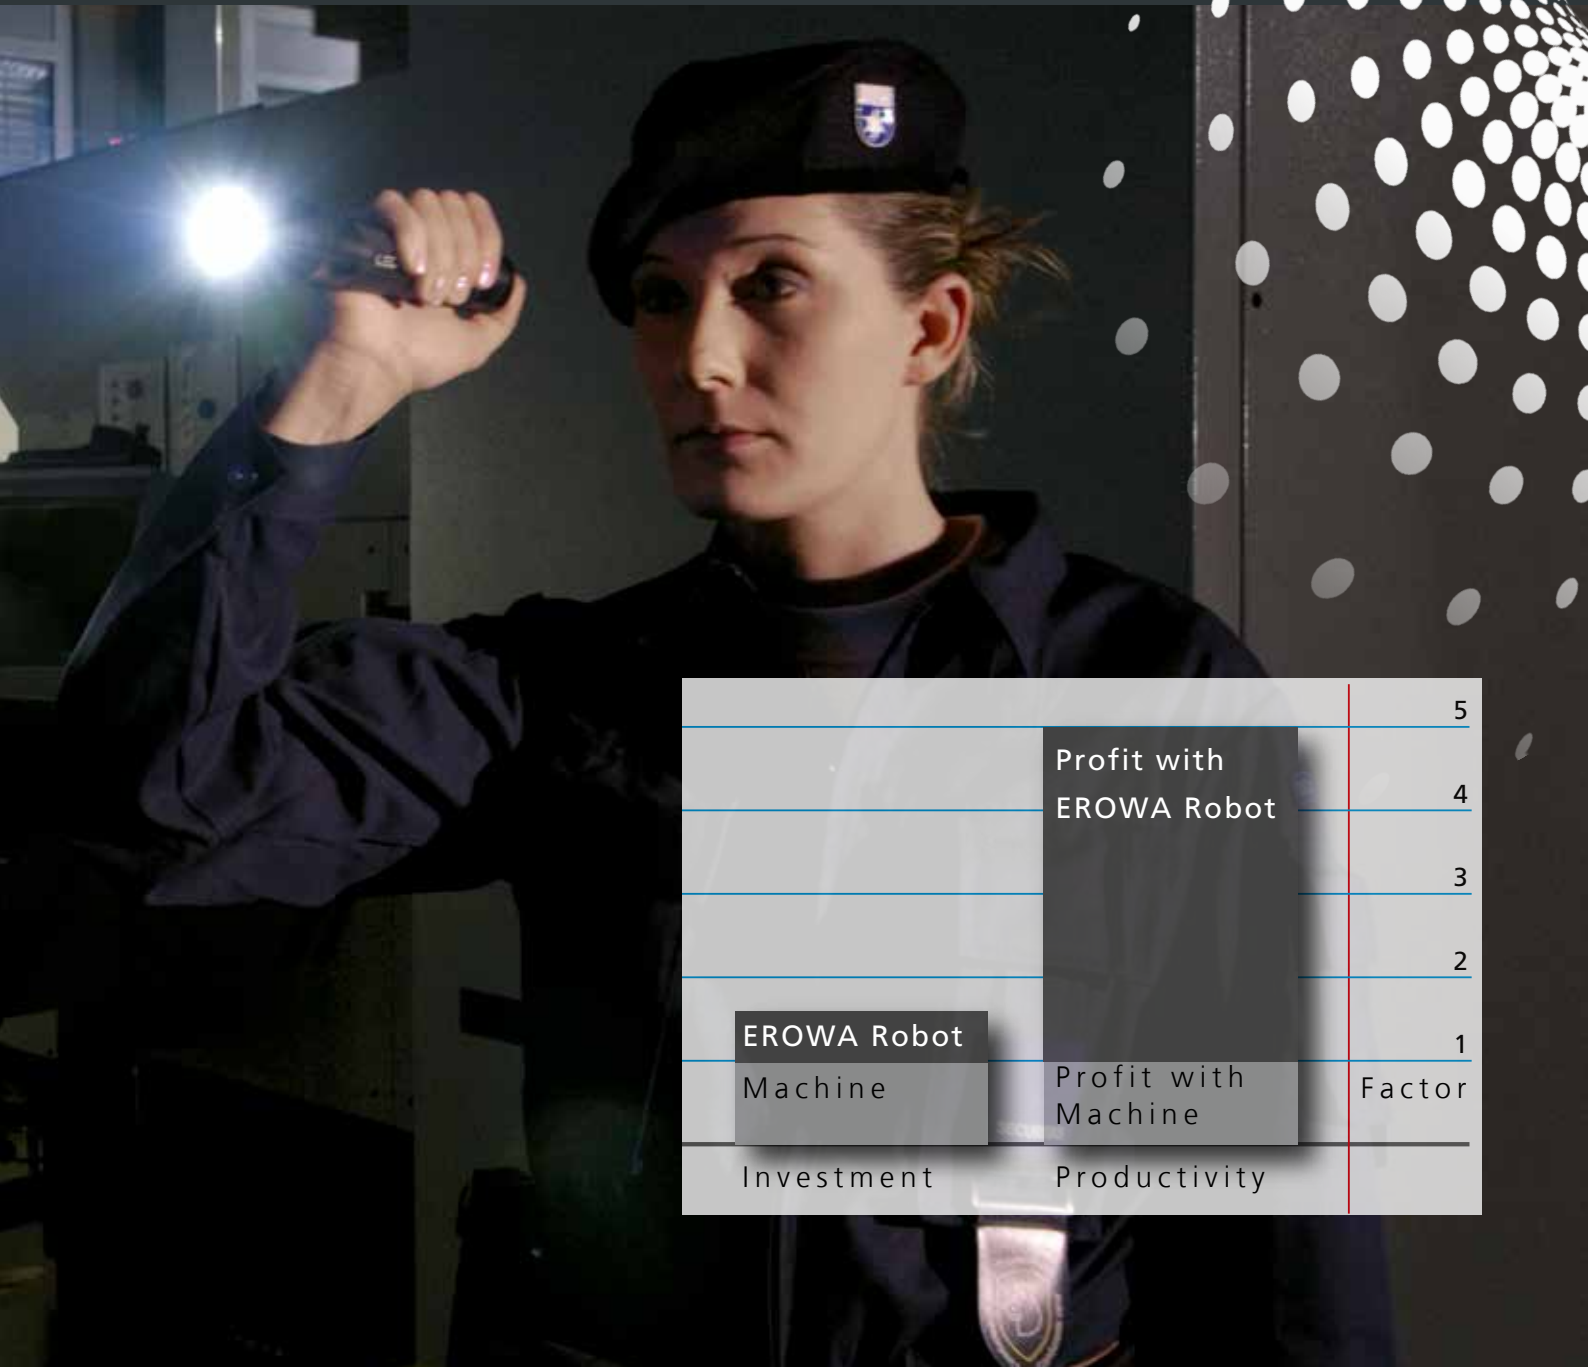 5
Profit with
EROWA Robot
4
3
2
EROWA Robot
1
Machine
Profit with
Machine
Factor
Investment
Productivity